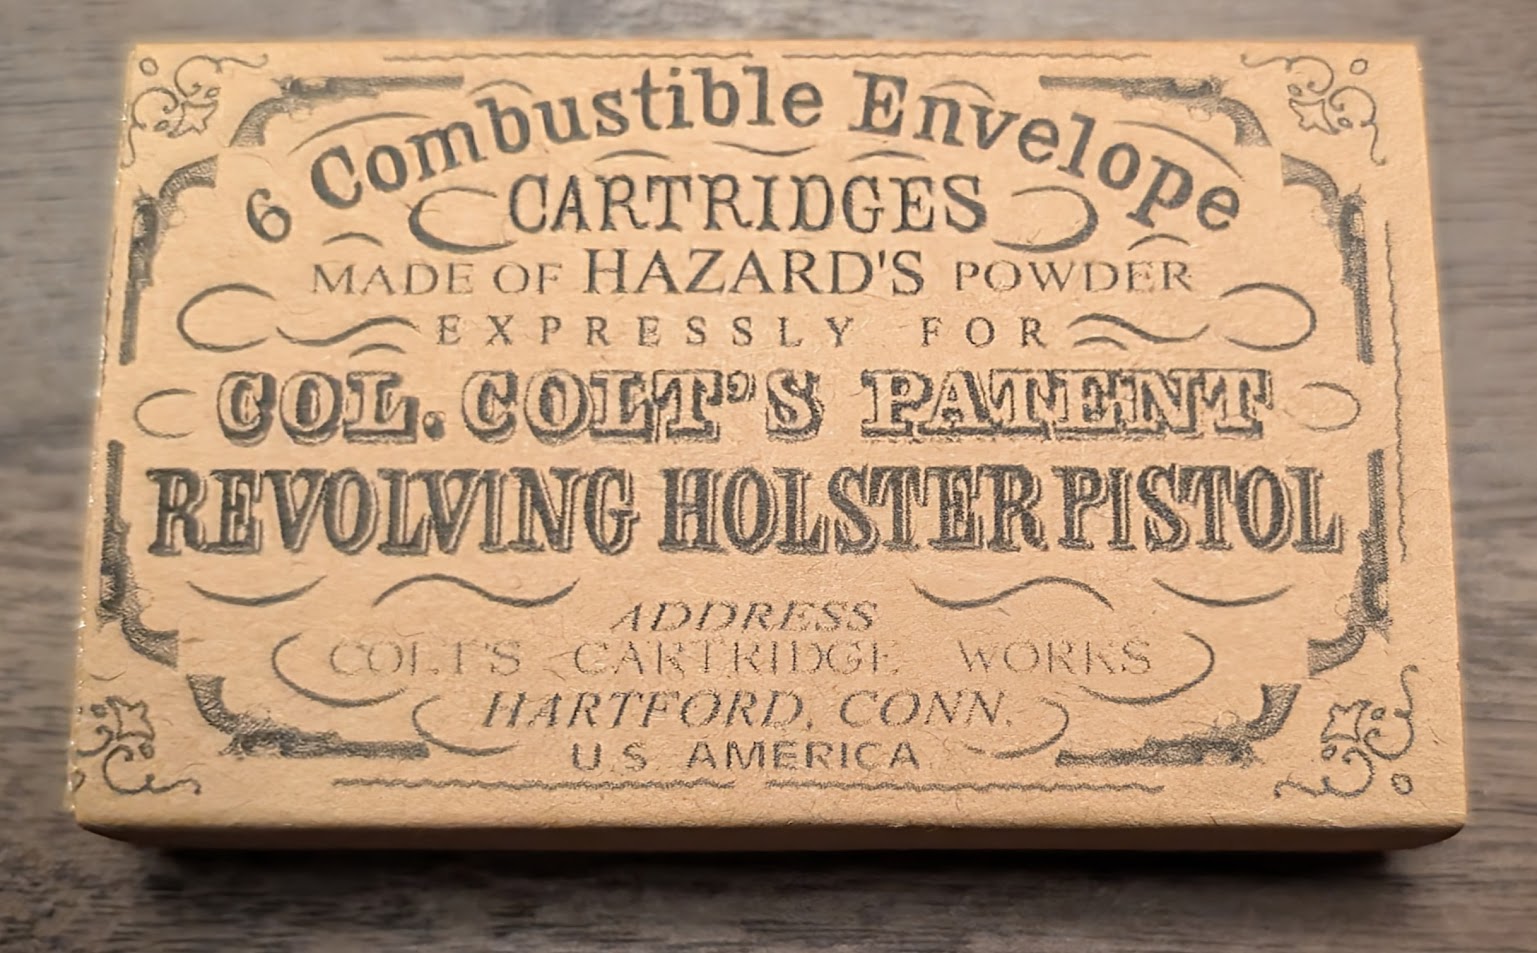 6 Combustible Envelope
CARTRIDGES
MADE OF HAZARD'S POWDER
EXPRESSLY FOR
COL. COLT'S PATENT
REVOLVING HOLSTER PISTOL
ADDRESS
COLT'S CARTRIDGE WORKS
HARTFORD, CONN.
U.S AMERICA